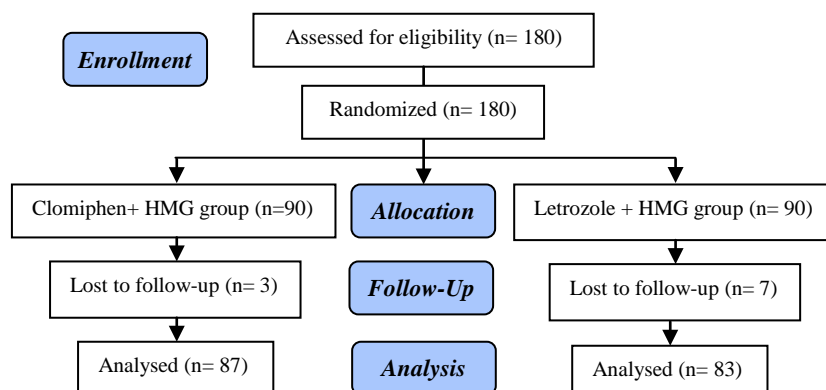 Assessed for eligibility (n= 180)
Enrollment
Randomized (n= 180)
Clomiphen+ HMG group (n=90)
Allocation
Letrozole + HMG group (n= 90)
Lost to follow-up (n= 3)
Follow-Up
Lost to follow-up (n= 7)
Analysed (n= 87)
Analysis
Analysed (n= 83)